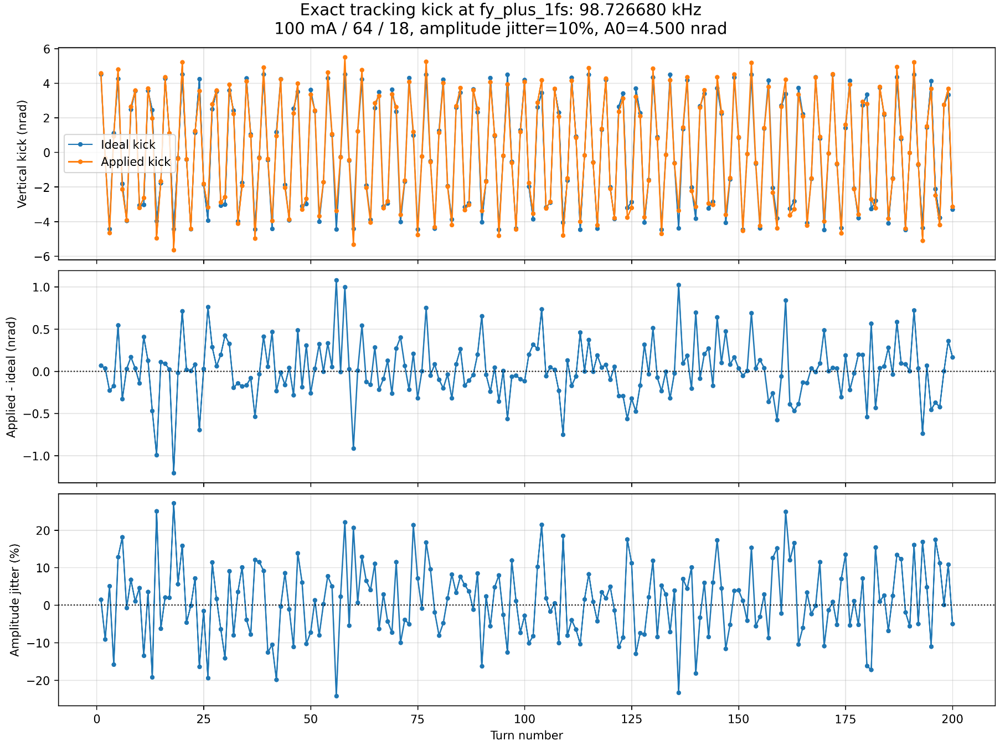 Exact tracking kick at fy_plus_1fs: 98.726680 kHz
100 mA / 64 / 18, amplitude jitter=10%, A0=4.500 nrad
Vertical kick (nrad)
6
4
2
0
−2
−4
−6
Ideal kick
Applied kick
Applied - ideal (nrad)
1.0
0.5
0.0
−0.5
−1.0
Amplitude jitter (%)
20
10
0
−10
−20
0 25 50 75 100 125 150 175 200
Turn number